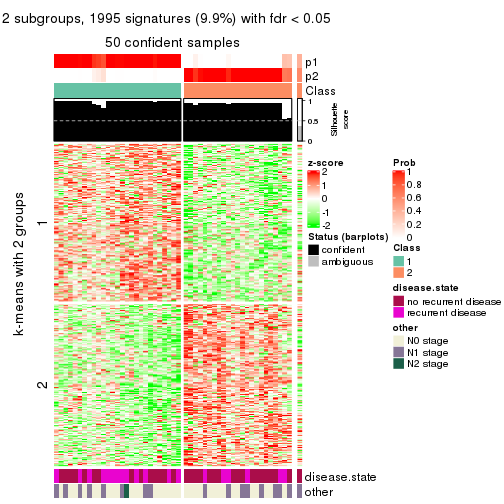 2 subgroups, 1995 signatures (9.9%) with fdr < 0.05
50 confident samples
p1
p2
Class
1
0.5
0
Silhouette
score
k-means with 2 groups
1
2
z-score
2
1
0
-1
-2
Status (barplots)
confident
ambiguous
Prob
1
0.8
0.6
0.4
0.2
0
Class
1
2
disease.state
no recurrent disease
recurrent disease
other
N0 stage
N1 stage
N2 stage
disease.state
other